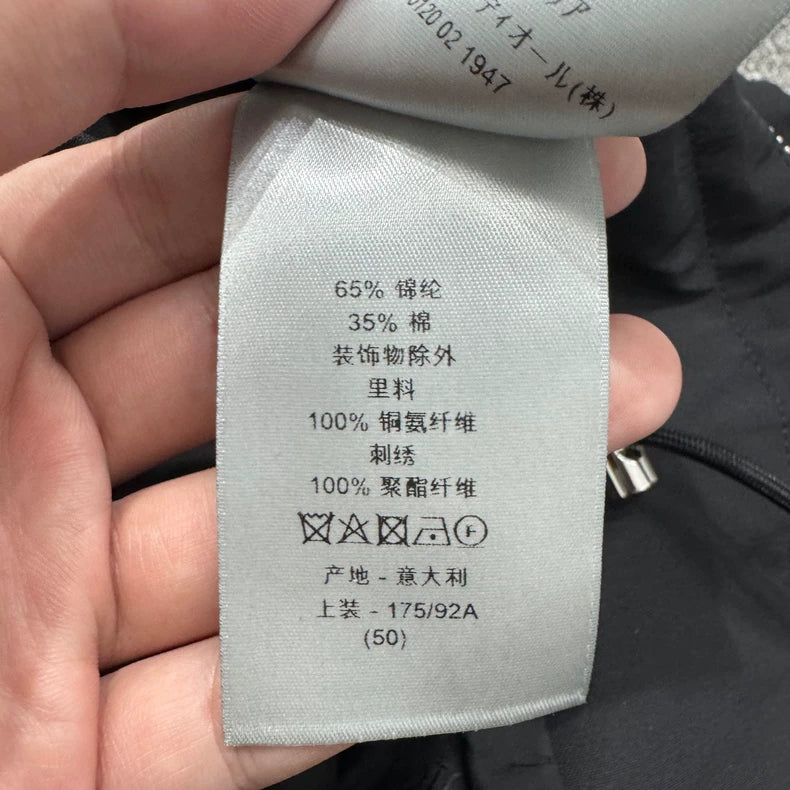 ディオール(株)
0120 02 1947
65% 锦纶
35% 棉
装饰物除外
里料
100% 铜氨纤维
刺绣
100% 聚酯纤维
F
产地 - 意大利
上装 - 175/92A
(50)